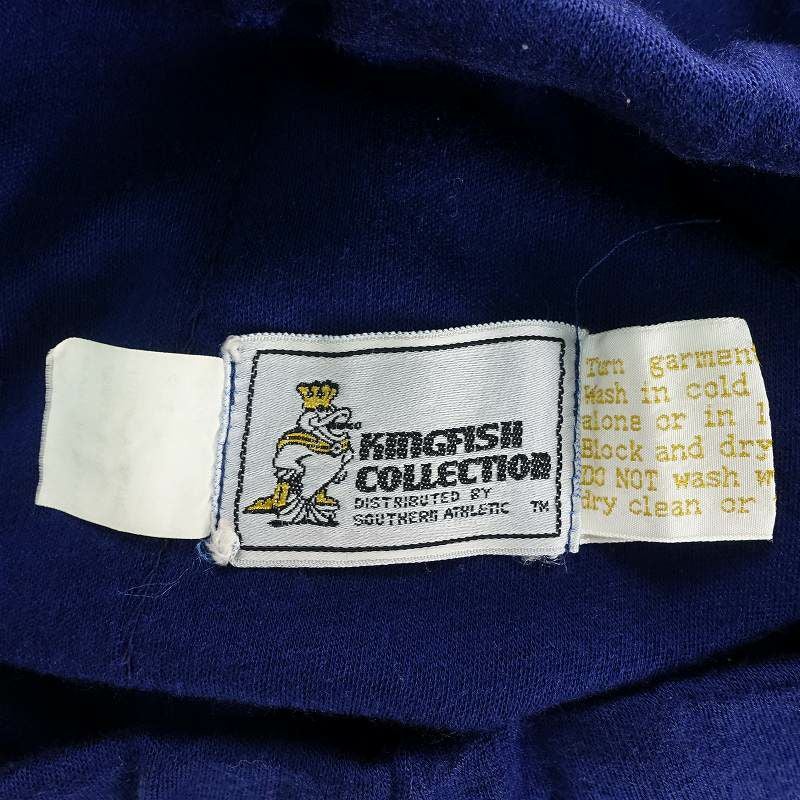 KINGFISH
COLLECTION
DISTRIBUTED BY
SOUTHERN ATHLETIC TM
Turn garment
Wash in cold
alone or in
Block and dry
DO NOT wash
dry clean or